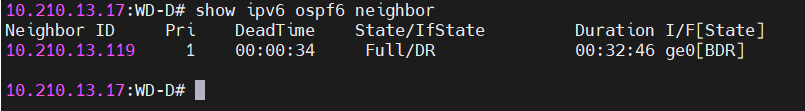 10.210.13.17:WD-D# show ipv6 ospf6 neighbor
Neighbor ID     Pri    DeadTime    State/IfState         Duration I/F[State]
10.210.13.119     1    00:00:34     Full/DR              00:32:46 ge0[BDR]
10.210.13.17:WD-D#